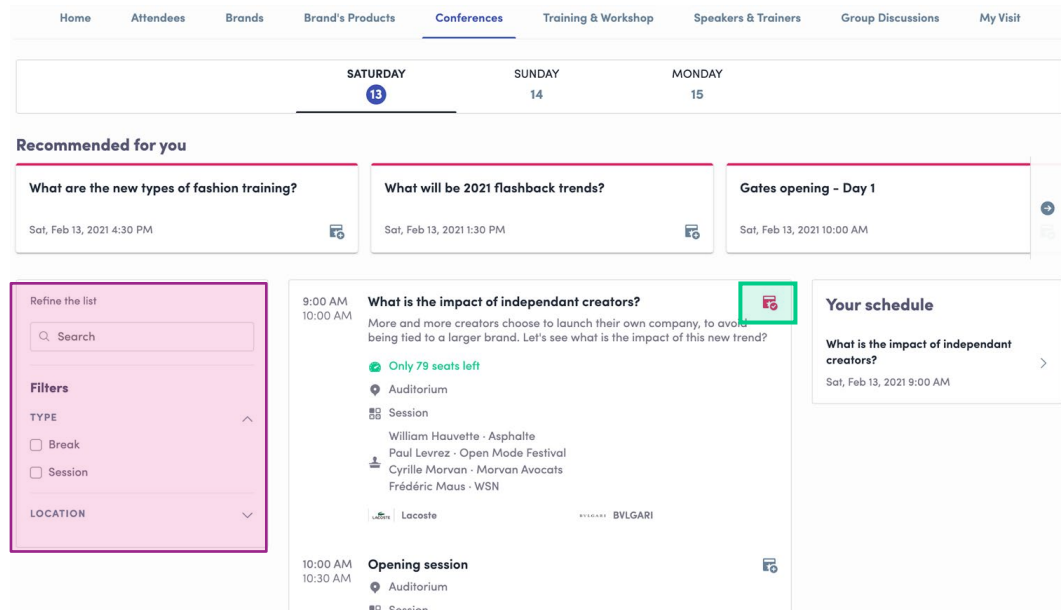 Home Attendees Brands Brand's Products Conferences Training & Workshop Speakers & Trainers Group Discussions My Visit
SATURDAY
13
SUNDAY
14
MONDAY
15
Recommended for you
What are the new types of fashion training?
Sat, Feb 13, 2021 4:30 PM
What will be 2021 flashback trends?
Sat, Feb 13, 2021 1:30 PM
Gates opening - Day 1
Sat, Feb 13, 2021 10:00 AM
Refine the list
Search
Filters
TYPE
Break
Session
LOCATION
9:00 AM
10:00 AM
What is the impact of independant creators?
More and more creators choose to launch their own company, to avoid
being tied to a larger brand. Let's see what is the impact of this new trend?
Only 79 seats left
Auditorium
Session
William Hauvette · Asphalte
Paul Levrez · Open Mode Festival
Cyrille Morvan · Morvan Avocats
Frédéric Maus · WSN
LACOSTE Lacoste
BVLGARI BVLGARI
10:00 AM
10:30 AM
Opening session
Auditorium
Session
Your schedule
What is the impact of independant
creators?
Sat, Feb 13, 2021 9:00 AM